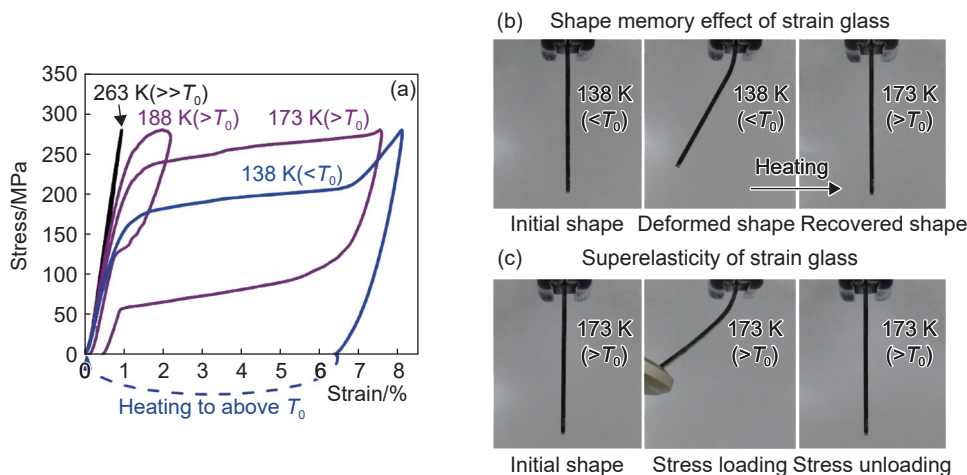 (a)
Stress/MPa
350
300
250
200
150
100
50
0
263 K(>>T₀)
188 K(>T₀)
173 K(>T₀)
138 K(<T₀)
0 1 2 3 4 5 6 7 8
Strain/%
Heating to above T₀
(b) Shape memory effect of strain glass
138 K
(<T₀)
138 K
(<T₀)
173 K
(>T₀)
Heating
Initial shape Deformed shape Recovered shape
(c) Superelasticity of strain glass
173 K
(>T₀)
173 K
(>T₀)
173 K
(>T₀)
Initial shape Stress loading Stress unloading